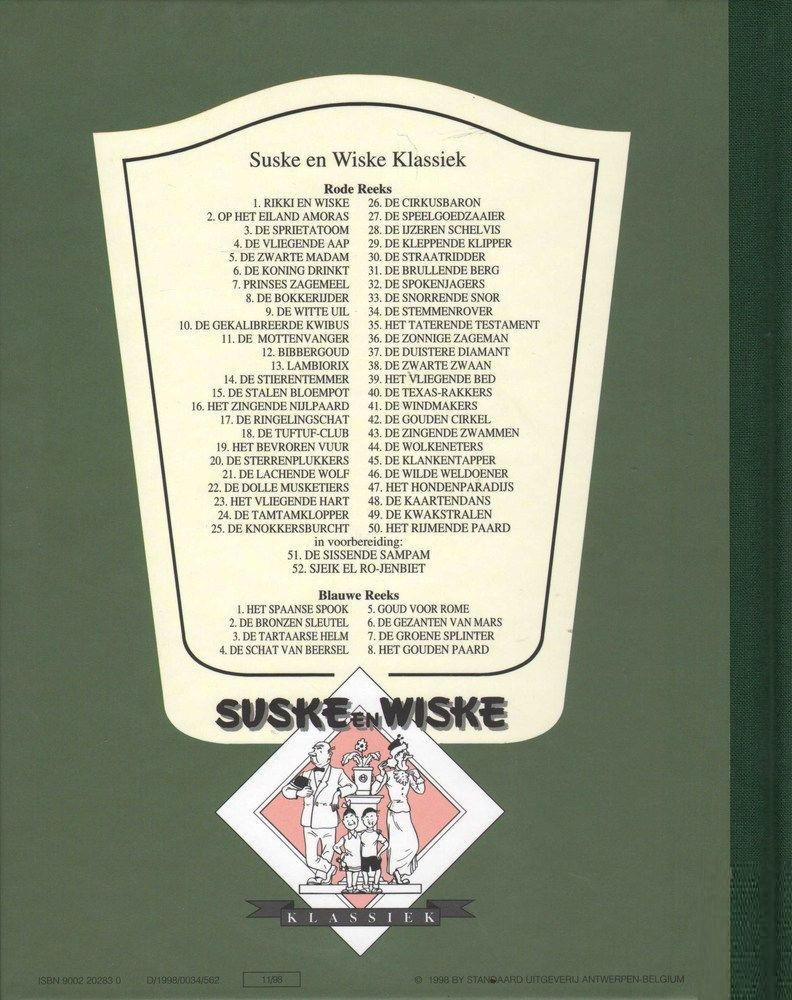 Suske en Wiske Klassiek
Rode Reeks
1. RIKKI EN WISKE
2. OP HET EILAND AMORAS
3. DE SPRIETATOOM
4. DE VLIEGENDE AAP
5. DE ZWARTE MADAM
6. DE KONING DRINKT
7. PRINSES ZAGEMEEL
8. DE BOKKERIJDER
9. DE WITTE UIL
10. DE GEKALIBREERDE KWIBUS
11. DE MOTTENVANGER
12. BIBBERGOUD
13. LAMBIORIX
14. DE STIERENTEMMER
15. DE STALEN BLOEMPOT
16. HET ZINGENDE NIJLPAARD
17. DE RINGELINGSCHAT
18. DE TUFTUF-CLUB
19. HET BEVROREN VUUR
20. DE STERRENPLUKKERS
21. DE LACHENDE WOLF
22. DE DOLLE MUSKETIERS
23. HET VLIEGENDE HART
24. DE TAMTAMKLOPPER
25. DE KNOKKERSBURCHT
26. DE CIRKUSBARON
27. DE SPEELGOEDZAAIER
28. DE IJZEREN SCHELVIS
29. DE KLEPPENDE KLIPPER
30. DE STRAATRIDDER
31. DE BRULLENDE BERG
32. DE SPOKENJAGERS
33. DE SNORRENDE SNOR
34. DE STEMMENROVER
35. HET TATERENDE TESTAMENT
36. DE ZONNIGE ZAGEMAN
37. DE DUISTERE DIAMANT
38. DE ZWARTE ZWAAN
39. HET VLIEGENDE BED
40. DE TEXAS-RAKKERS
41. DE WINDMAKERS
42. DE GOUDEN CIRKEL
43. DE ZINGENDE ZWAMMEN
44. DE WOLKENETERS
45. DE KLANKENTAPPER
46. DE WILDE WELDOENER
47. HET HONDENPARADIJS
48. DE KAARTENDANS
49. DE KWAKSTRALEN
50. HET RIJMENDE PAARD
in voorbereiding:
51. DE SISSENDE SAMPAM
52. SJEIK EL RO-JENBIET
Blauwe Reeks
1. HET SPAANSE SPOOK
2. DE BRONZEN SLEUTEL
3. DE TARTAARSE HELM
4. DE SCHAT VAN BEERSEL
5. GOUD VOOR ROME
6. DE GEZANTEN VAN MARS
7. DE GROENE SPLINTER
8. HET GOUDEN PAARD
SUSKE EN WISKE
KLASSIEK
ISBN 9002 20283 0 D/1998/0034/562 11/98 © 1998 BY STANDAARD UITGEVERIJ ANTWERPEN-BELGIUM